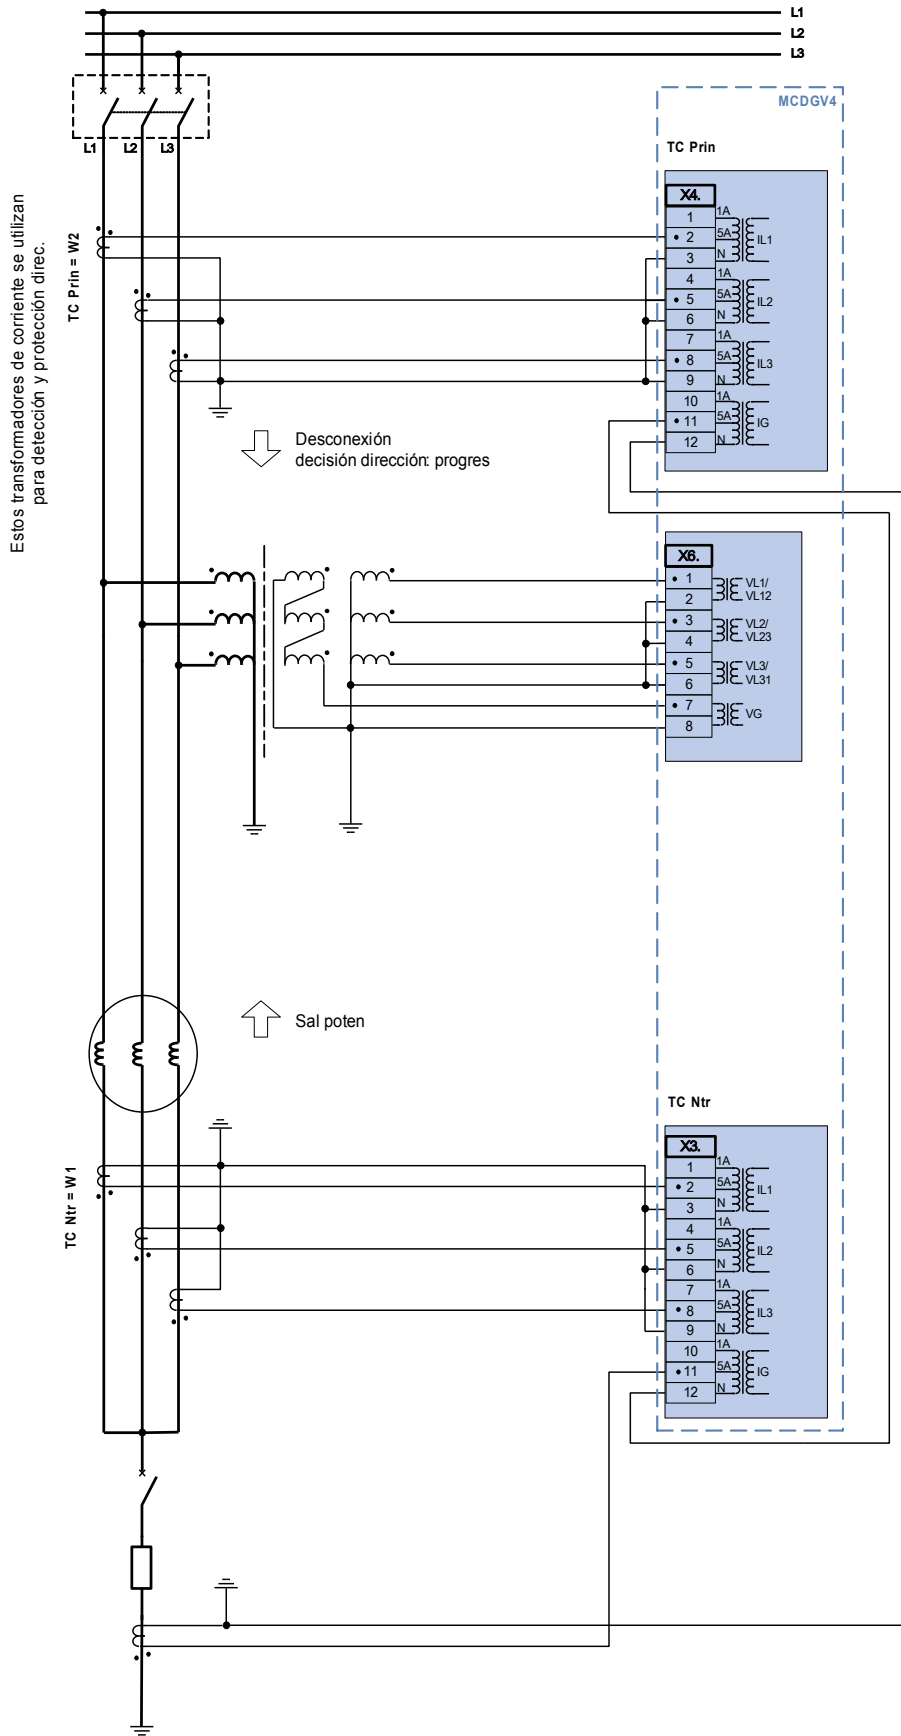 L1
L2
L3
L1
L2
L3
Estos transformadores de corriente se utilizan
para detección y protección direc.
TC Prin = W2
MCDGV4
TC Prin
X4.
1
1A
2
5A
IL1
3
N
4
1A
5
5A
IL2
6
N
7
1A
8
5A
IL3
9
N
10
1A
11
5A
IG
12
N
Desconexión
decisión dirección: progres
X6.
1
VL1/
VL12
2
3
VL2/
VL23
4
5
VL3/
VL31
6
7
VG
8
Sal poten
TC Ntr
TC Ntr = W1
X3.
1
1A
2
5A
IL1
3
N
4
1A
5
5A
IL2
6
N
7
1A
8
5A
IL3
9
N
10
1A
11
5A
IG
12
N